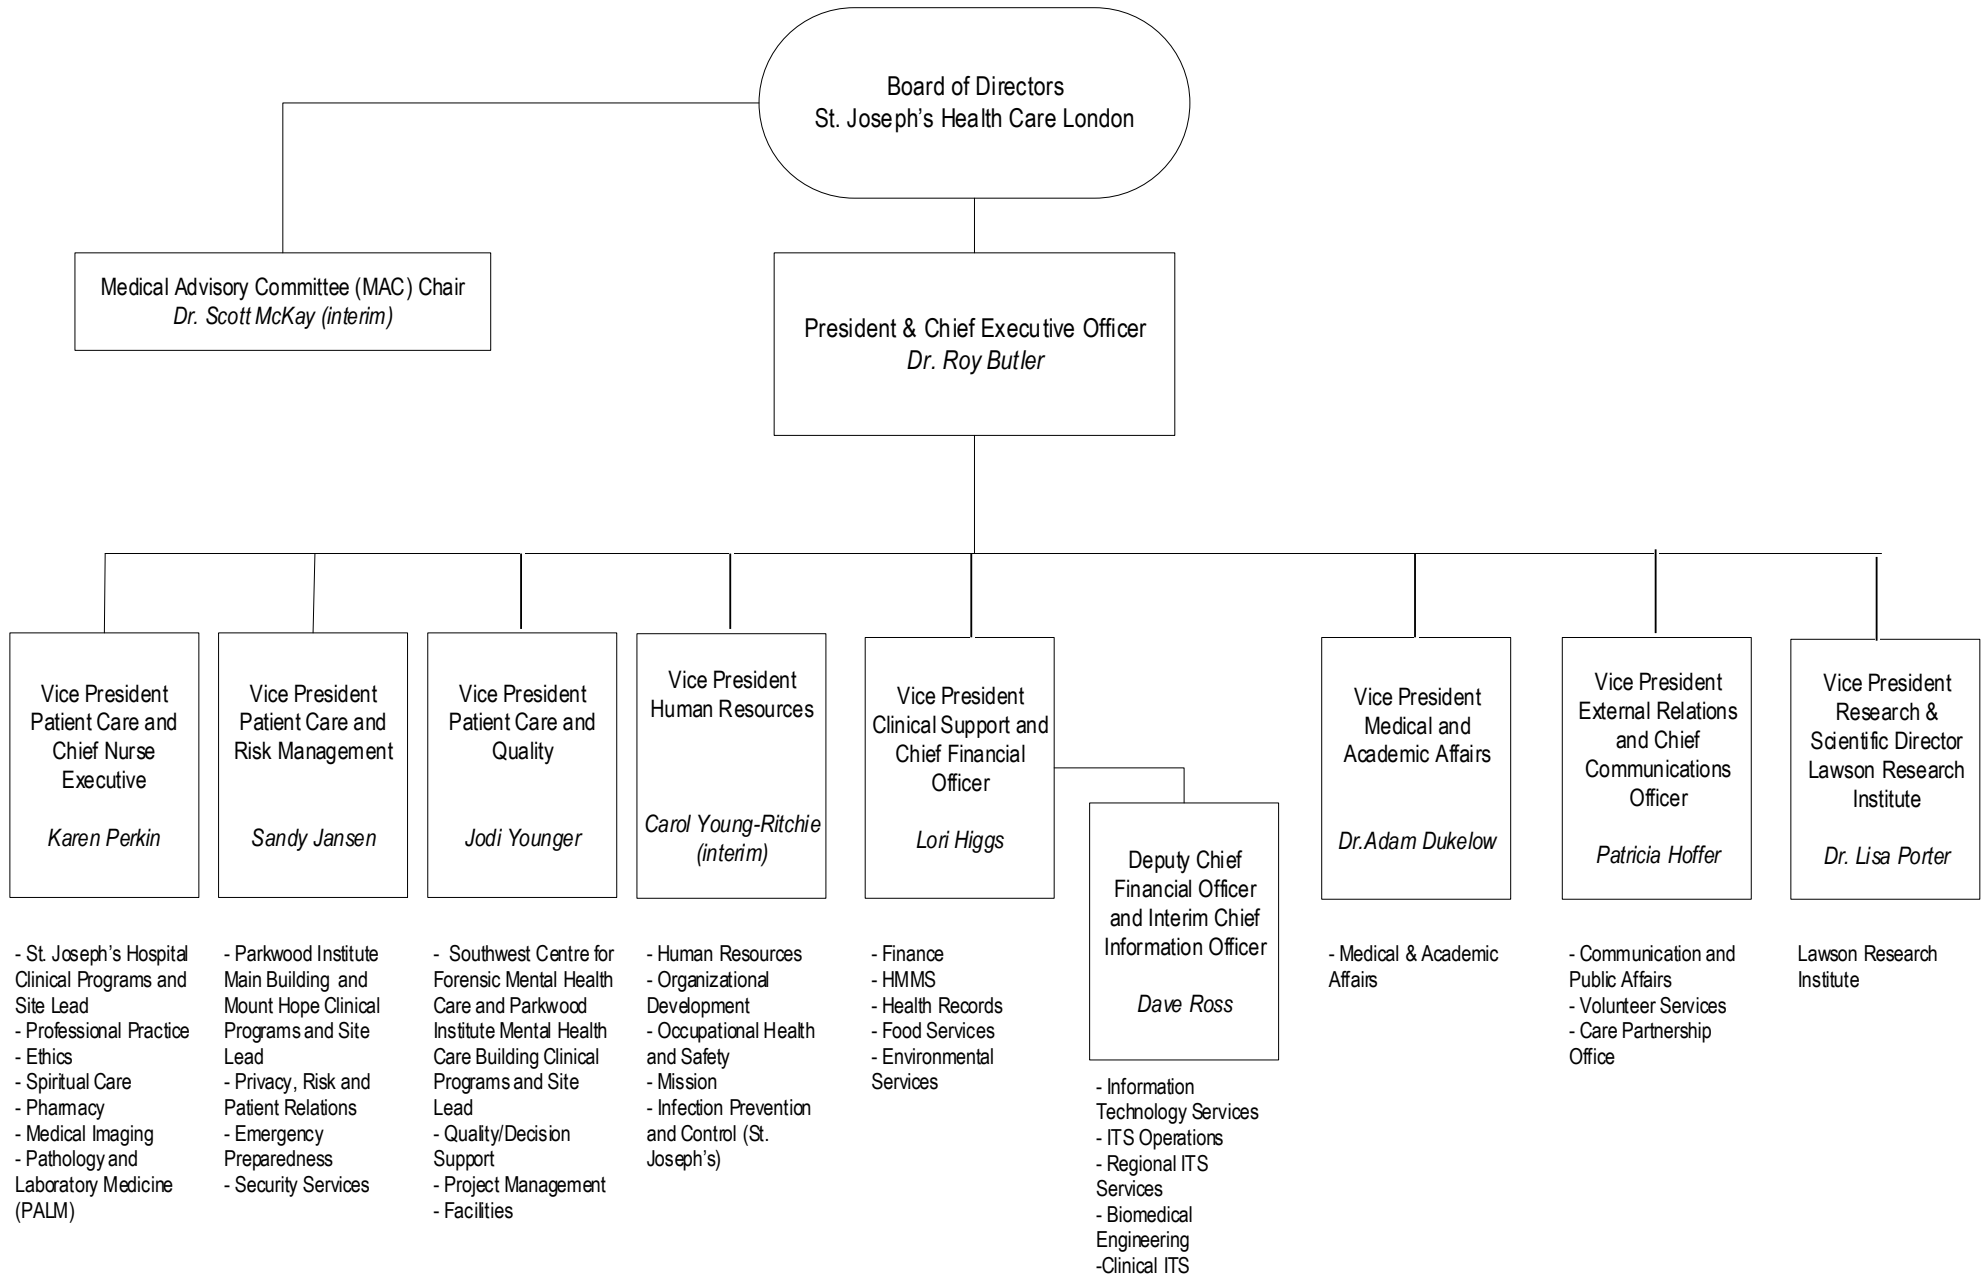 Board of Directors
St. Joseph's Health Care London
Medical Advisory Committee (MAC) Chair
Dr. Scott McKay (interim)
President & Chief Executive Officer
Dr. Roy Butler
Vice President
Patient Care and
Chief Nurse
Executive
Karen Perkin
Vice President
Patient Care and
Risk Management
Sandy Jansen
Vice President
Patient Care and
Quality
Jodi Younger
Vice President
Human Resources
Carol Young-Ritchie
(interim)
Vice President
Clinical Support and
Chief Financial
Officer
Lori Higgs
Deputy Chief
Financial Officer
and Interim Chief
Information Officer
Dave Ross
Vice President
Medical and
Academic Affairs
Dr.Adam Dukelow
Vice President
External Relations
and Chief
Communications
Officer
Patricia Hoffer
Vice President
Research &
Scientific Director
Lawson Research
Institute
Dr. Lisa Porter
- St. Joseph's Hospital
Clinical Programs and
Site Lead
- Professional Practice
- Ethics
- Spiritual Care
- Pharmacy
- Medical Imaging
- Pathology and
Laboratory Medicine
(PALM)
- Parkwood Institute
Main Building and
Mount Hope Clinical
Programs and Site
Lead
- Privacy, Risk and
Patient Relations
- Emergency
Preparedness
- Security Services
- Southwest Centre for
Forensic Mental Health
Care and Parkwood
Institute Mental Health
Care Building Clinical
Programs and Site
Lead
- Quality/Decision
Support
- Project Management
- Facilities
- Human Resources
- Organizational
Development
- Occupational Health
and Safety
- Mission
- Infection Prevention
and Control (St.
Joseph's)
- Finance
- HMMS
- Health Records
- Food Services
- Environmental
Services
- Information
Technology Services
- ITS Operations
- Regional ITS
Services
- Biomedical
Engineering
-Clinical ITS
- Medical & Academic
Affairs
- Communication and
Public Affairs
- Volunteer Services
- Care Partnership
Office
Lawson Research
Institute